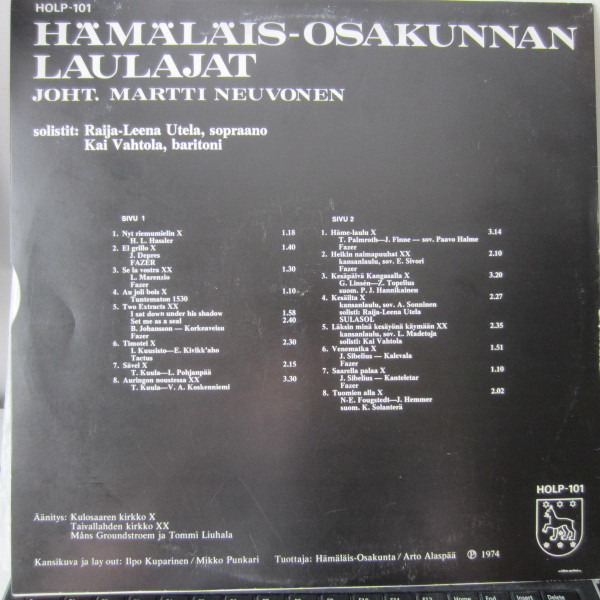 HOLP-101
HÄMÄLÄIS-OSAKUNNAN
LAULAJAT
JOHT. MARTTI NEUVONEN
solistit: Raija-Leena Utela, sopraano
Kai Vahtola, baritoni
SIVU 1
1. Nyt riemumielin X 1.18
H. L. Hassler
2. El grillo X 1.40
J. Depres
FAZER
3. Se la vostra XX 1.30
L. Marenzio
Fazer
4. Au joli bois X 1.10
Tuntematon 1530
5. Two Extracts XX
I sat down under his shadow 1.58
Set me as a seal 2.40
B. Johansson — Korkeaveisu
Fazer
6. Timotei X 2.30
I. Kuusisto—E. Kivikk'aho
Tactus
7. Sävel X 2.15
T. Kuula—L. Pohjanpää
8. Auringon noustessa XX 3.30
T. Kuula—V. A. Koskenniemi
SIVU 2
1. Häme-laulu X 3.14
T. Palmroth—J. Finne — sov. Paavo Halme
Fazer
2. Heikin naimapuuhat XX 2.10
kansanlaulu, sov. E. Sivori
Fazer
3. Kesäpäivä Kangasalla X 3.20
G. Linsén—Z. Topelius
suom. P. J. Hannikainen
4. Kesäilta X 2.27
kansanlaulu, sov. A. Sonninen
solisti: Raija-Leena Utela
SULASOL
5. Läksin minä kesäyönä käymään XX 2.35
kansanlaulu, sov. L. Madetoja
solisti: Kai Vahtola
6. Venematka X 1.51
J. Sibelius — Kalevala
Fazer
7. Saarella palaa X 1.10
J. Sibelius — Kanteletar
Fazer
8. Tuomien alla X 2.02
N-E. Fougstedt—J. Hemmer
suom. K. Solanterä
HOLP-101
Äänitys: Kulosaaren kirkko X
Taivallahden kirkko XX
Måns Groundstroem ja Tommi Liuhala
Kansikuva ja lay out: Ilpo Kuparinen / Mikko Punkari Tuottaja: Hämäläis-Osakunta / Arto Alaspää ℗ 1974
Home End Insert Delete